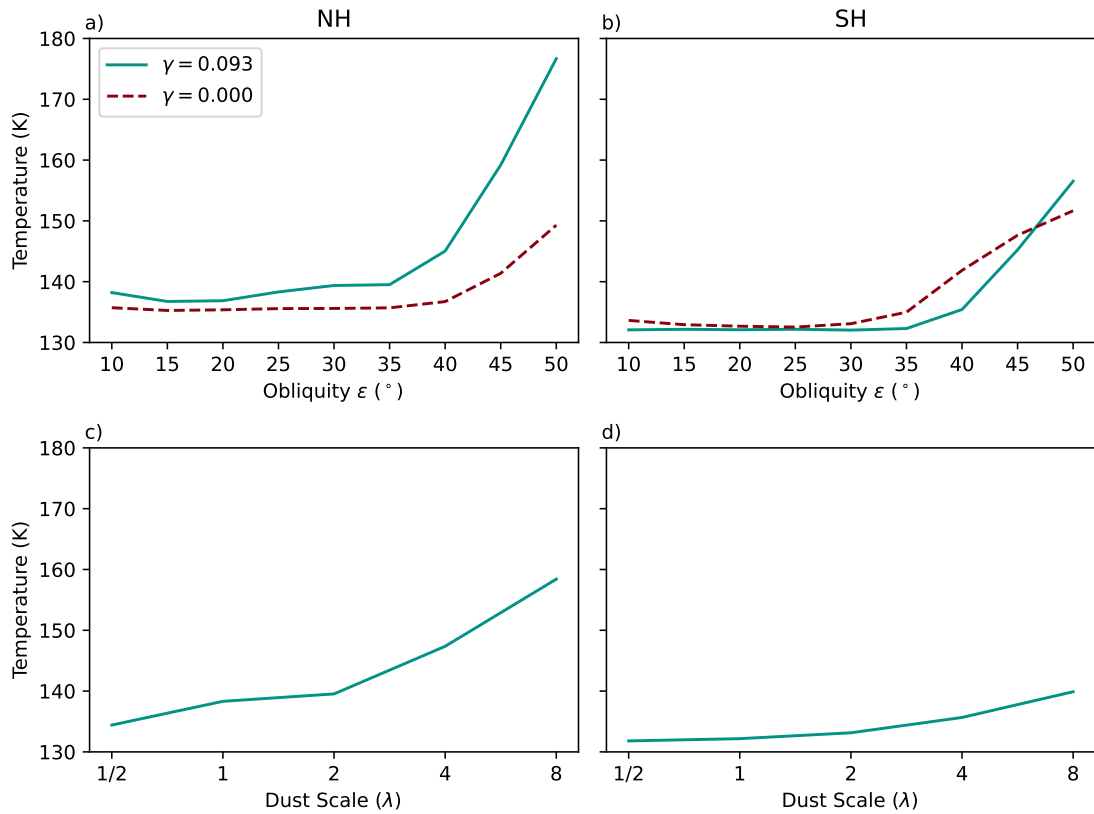 a) NH
γ = 0.093
γ = 0.000
180
170
160
150
140
130
Temperature (K)
10 15 20 25 30 35 40 45 50
Obliquity ε (°)
b) SH
10 15 20 25 30 35 40 45 50
Obliquity ε (°)
c)
180
170
160
150
140
130
Temperature (K)
1/2 1 2 4 8
Dust Scale (λ)
d)
1/2 1 2 4 8
Dust Scale (λ)